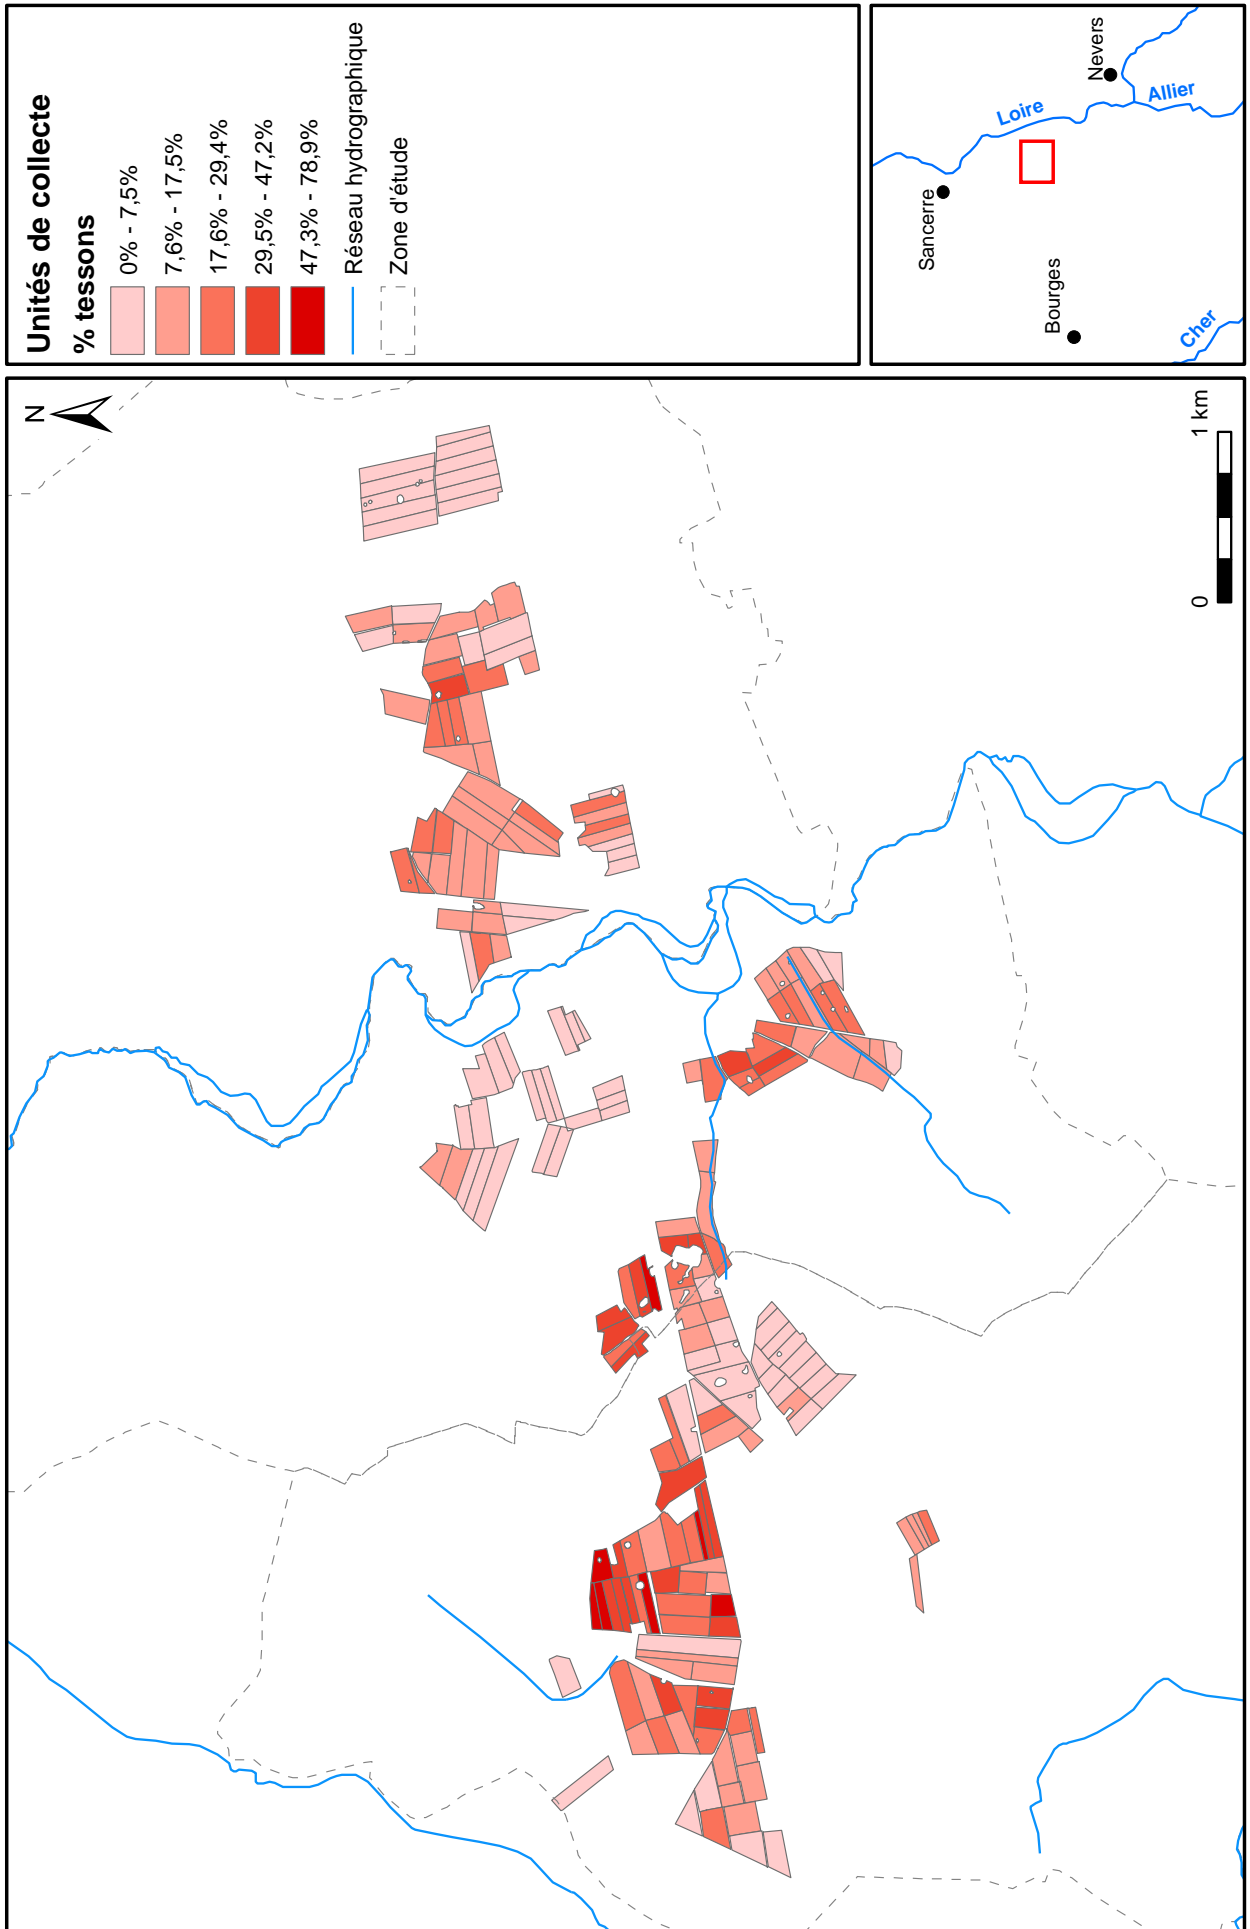 Unités de collecte
% tessons
0% - 7,5%
7,6% - 17,5%
17,6% - 29,4%
29,5% - 47,2%
47,3% - 78,9%
Réseau hydrographique
Zone d'étude
Sancerre
Bourges
Nevers
Loire
Allier
Cher
N
0 1 km